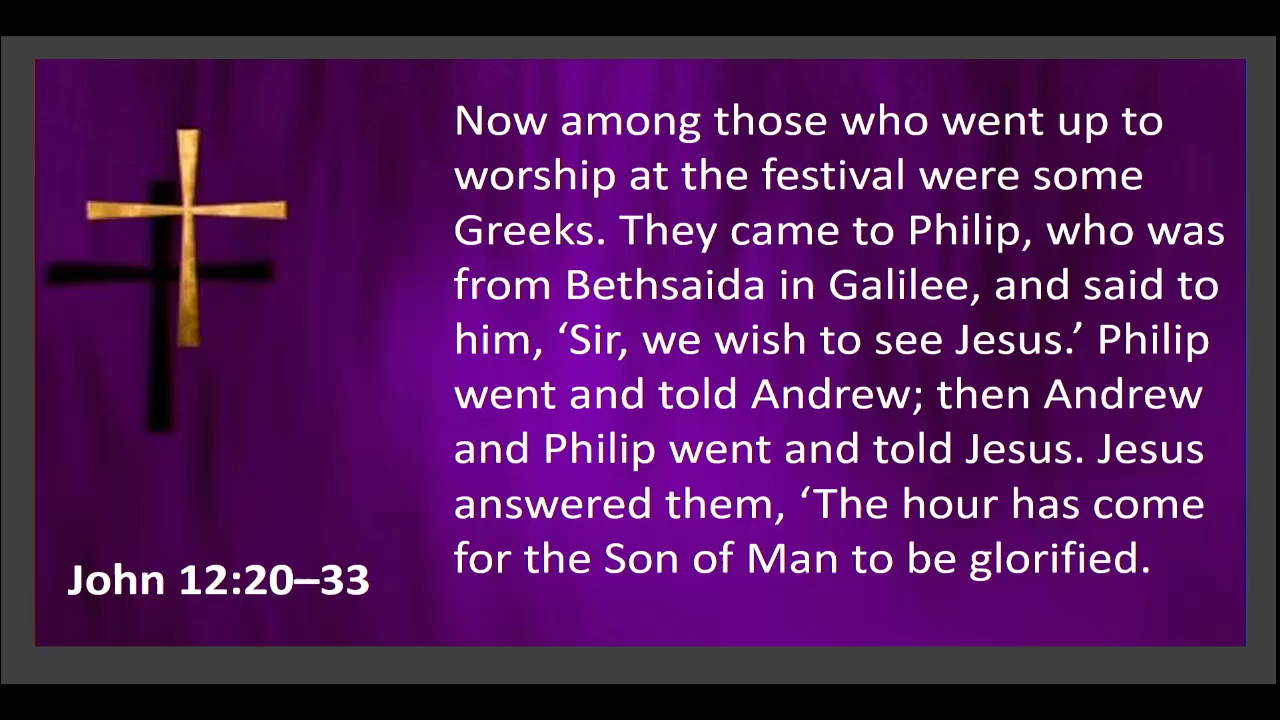 Now among those who went up to
worship at the festival were some
Greeks. They came to Philip, who was
from Bethsaida in Galilee, and said to
him, ‘Sir, we wish to see Jesus.’ Philip
went and told Andrew; then Andrew
and Philip went and told Jesus. Jesus
answered them, ‘The hour has come
for the Son of Man to be glorified.
John 12:20–33